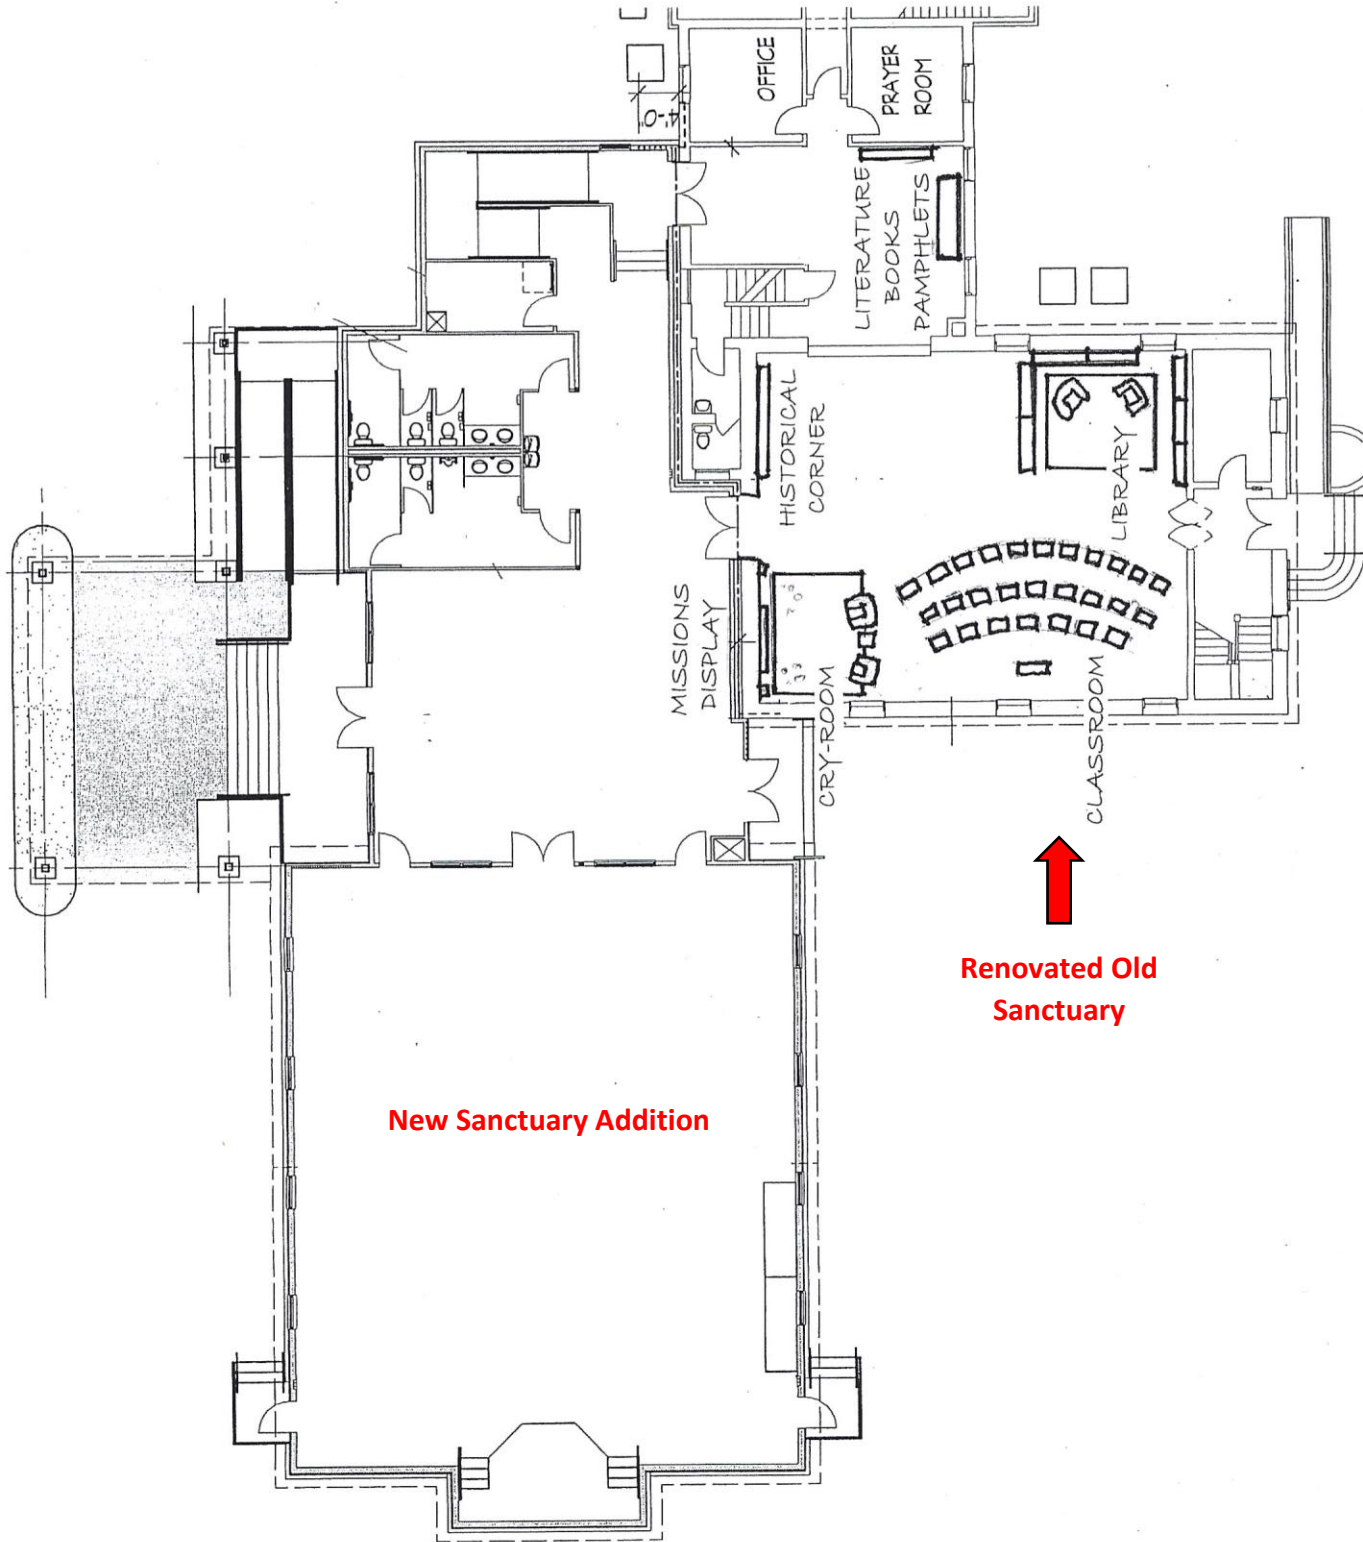 OFFICE
PRAYER
ROOM
4'-0"
LITERATURE
BOOKS
PAMPHLETS
HISTORICAL
CORNER
LIBRARY
MISSIONS
DISPLAY
CRY-ROOM
CLASSROOM
Renovated Old
Sanctuary
New Sanctuary Addition